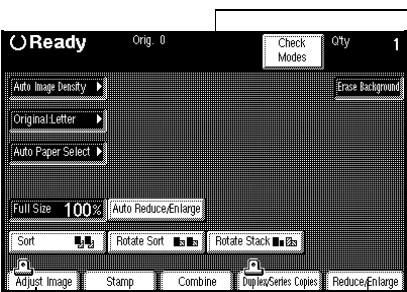 Ready Orig. 0 Check Modes Q'ty 1
Auto Image Density Erase Background
Original:Letter
Auto Paper Select
Full Size 100% Auto Reduce/Enlarge
Sort Rotate Sort Rotate Stack
Adjust Image Stamp Combine Duplex/Series Copies Reduce/Enlarge